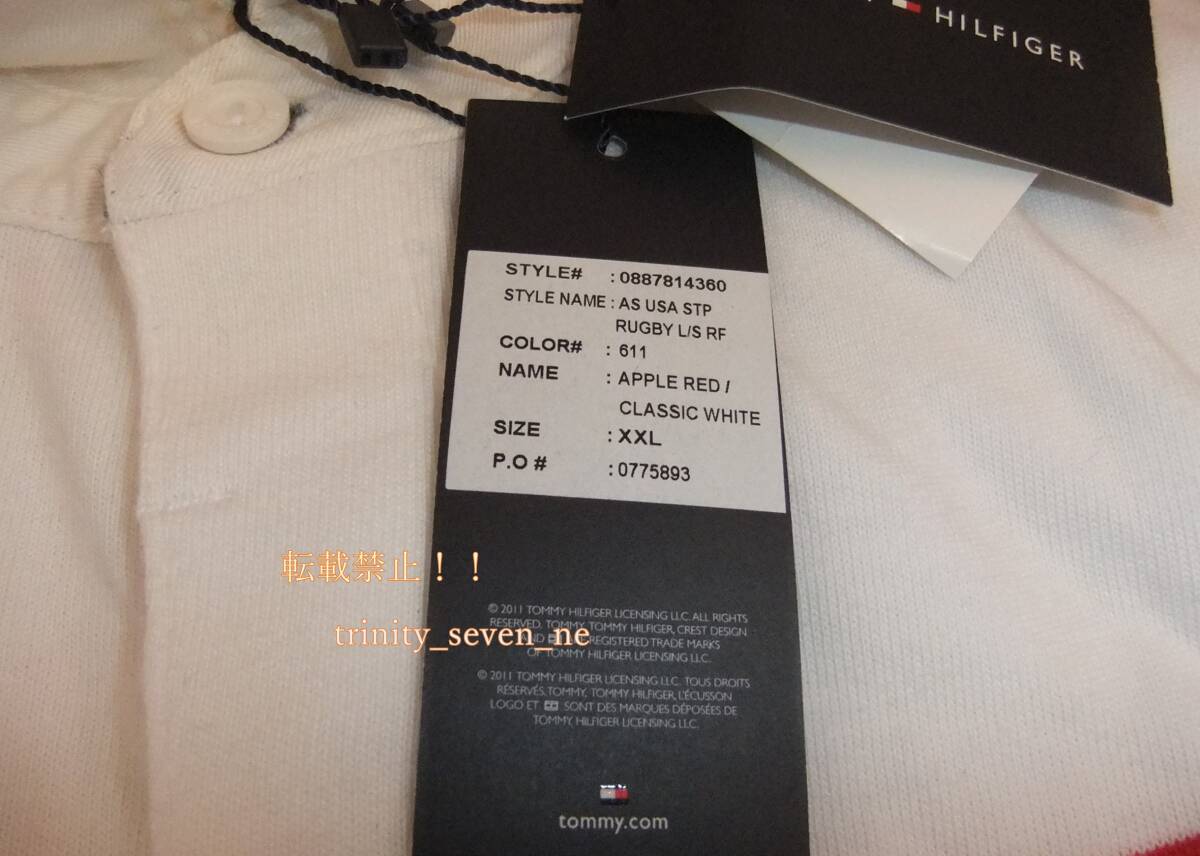 HILFIGER
STYLE# : 0887814360
STYLE NAME : AS USA STP
RUGBY L/S RF
COLOR# : 611
NAME : APPLE RED /
CLASSIC WHITE
SIZE : XXL
P.O # : 0775893
転載禁止！！
trinity_seven_ne
© 2011 TOMMY HILFIGER LICENSING LLC. ALL RIGHTS
RESERVED. TOMMY, TOMMY HILFIGER, CREST DESIGN
REGISTERED TRADE MARKS
OF TOMMY HILFIGER LICENSING LLC.
© 2011 TOMMY HILFIGER LICENSING LLC. TOUS DROITS
RÉSERVÉS. TOMMY, TOMMY HILFIGER, L'ÉCUSSON
LOGO ET SONT DES MARQUES DÉPOSÉES DE
TOMMY HILFIGER LICENSING LLC.
tommy.com